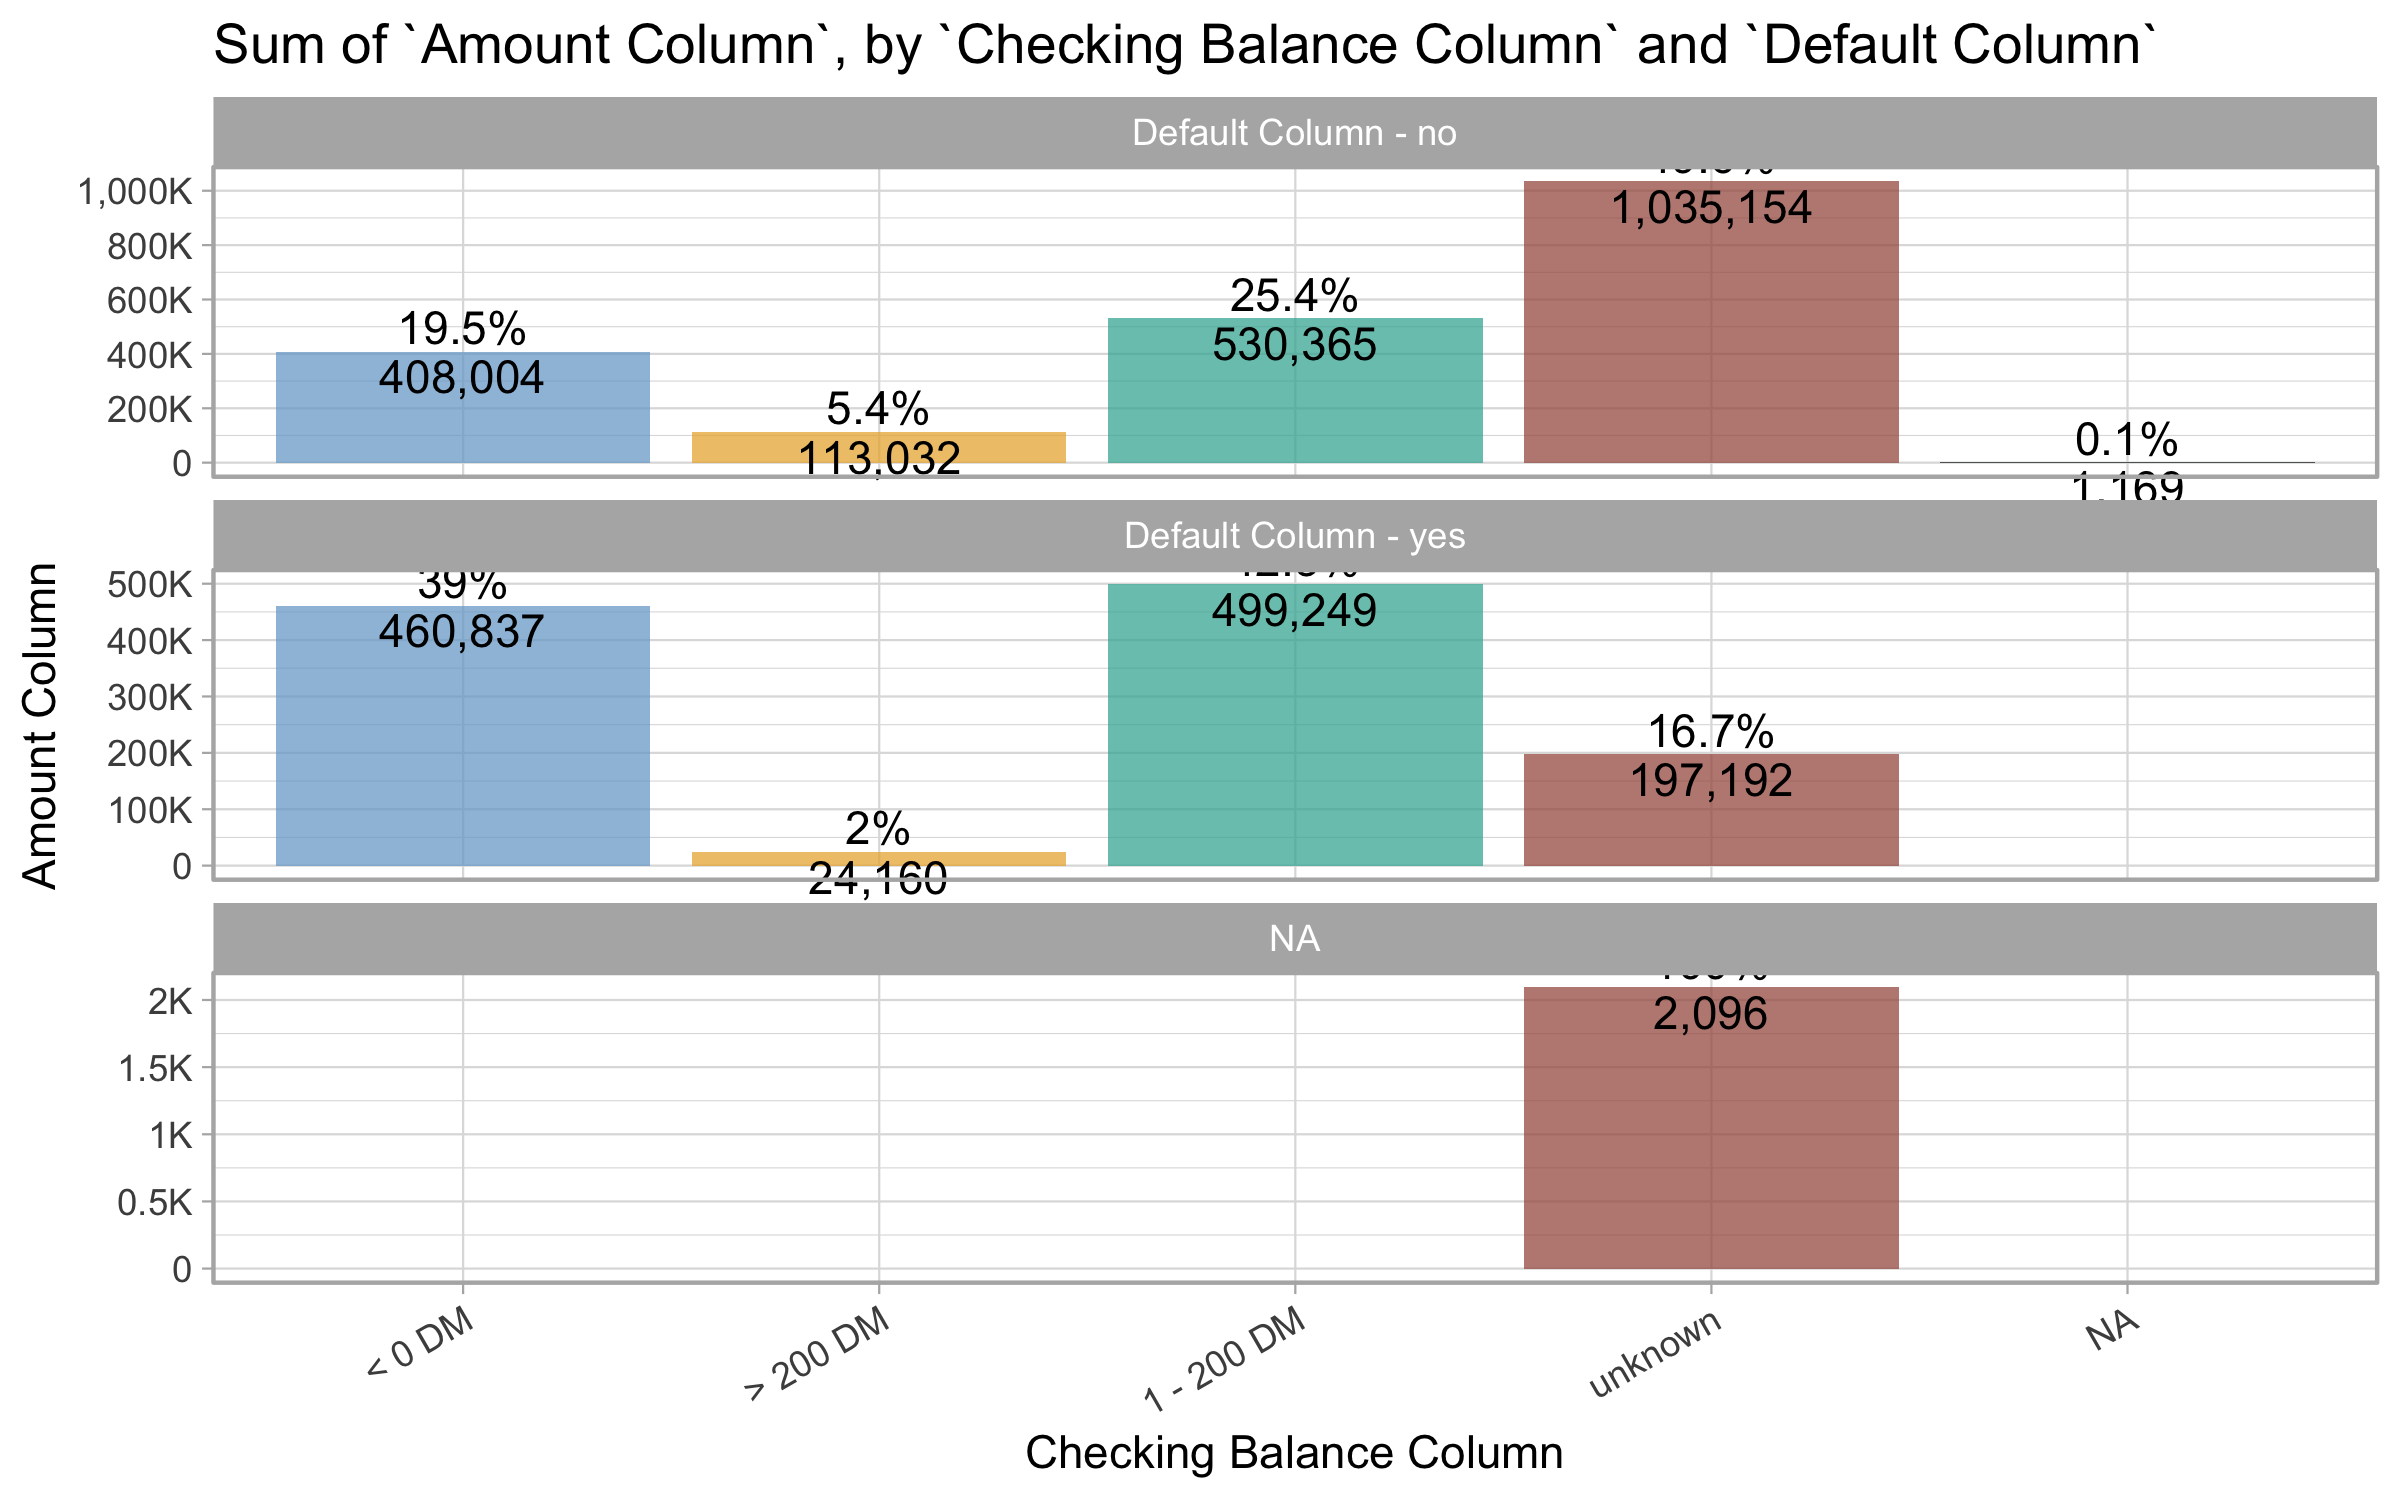 Sum of `Amount Column`, by `Checking Balance Column` and `Default Column`
Default Column - no
1,000K
800K
600K
400K
200K
0
19.5%
408,004
5.4%
113,032
25.4%
530,365
1,035,154
0.1%
1,169
Default Column - yes
500K
400K
300K
200K
100K
0
39%
460,837
2%
24,160
499,249
16.7%
197,192
NA
2K
1.5K
1K
0.5K
0
2,096
< 0 DM
> 200 DM
1 - 200 DM
unknown
NA
Checking Balance Column
Amount Column